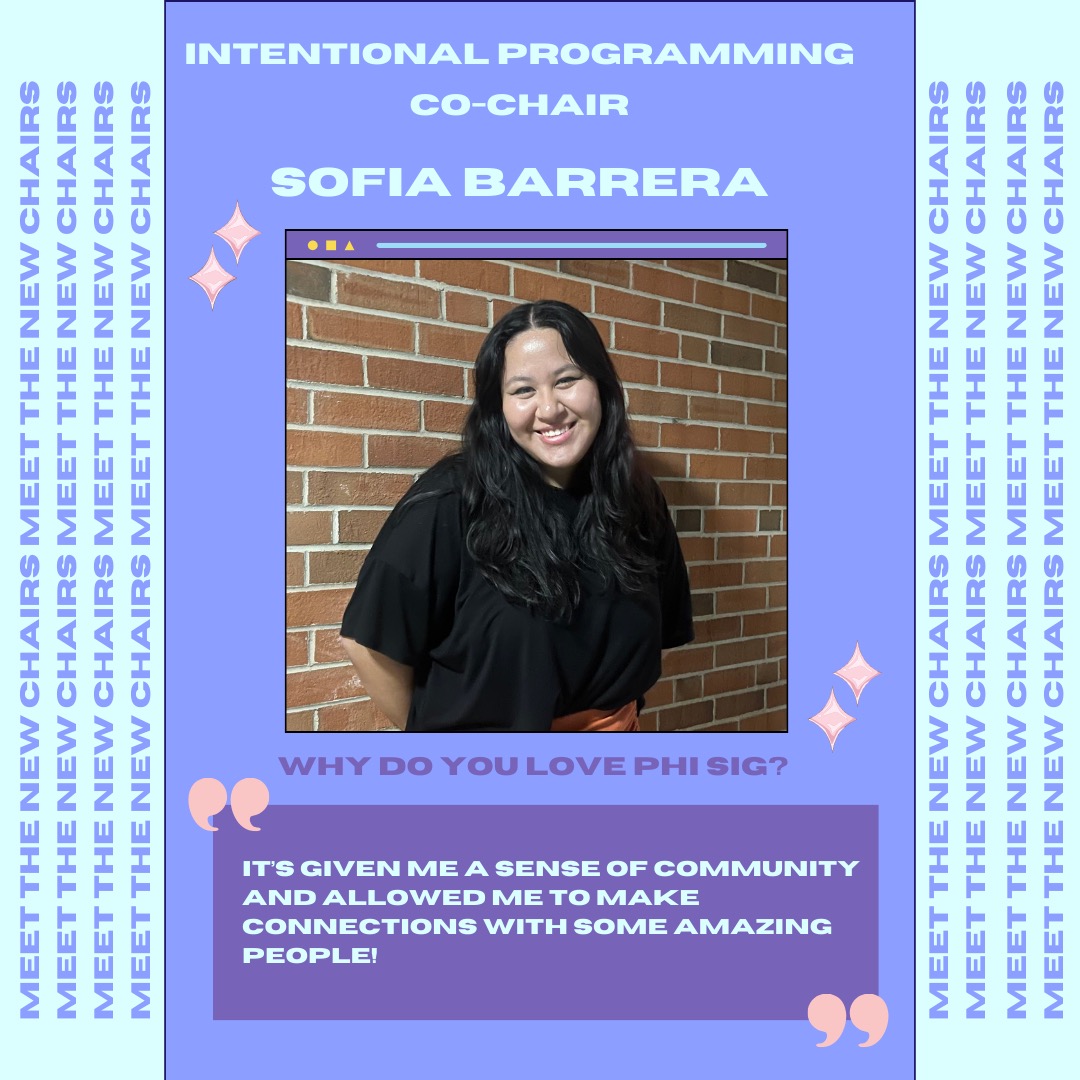 INTENTIONAL PROGRAMMING
CO-CHAIR
SOFIA BARRERA
WHY DO YOU LOVE PHI SIG?
IT'S GIVEN ME A SENSE OF COMMUNITY
AND ALLOWED ME TO MAKE
CONNECTIONS WITH SOME AMAZING
PEOPLE!
MEET THE NEW CHAIRS MEET THE NEW CHAIRS
MEET THE NEW CHAIRS MEET THE NEW CHAIRS
MEET THE NEW CHAIRS MEET THE NEW CHAIRS
MEET THE NEW CHAIRS MEET THE NEW CHAIRS
MEET THE NEW CHAIRS MEET THE NEW CHAIRS
MEET THE NEW CHAIRS MEET THE NEW CHAIRS
MEET THE NEW CHAIRS MEET THE NEW CHAIRS
MEET THE NEW CHAIRS MEET THE NEW CHAIRS